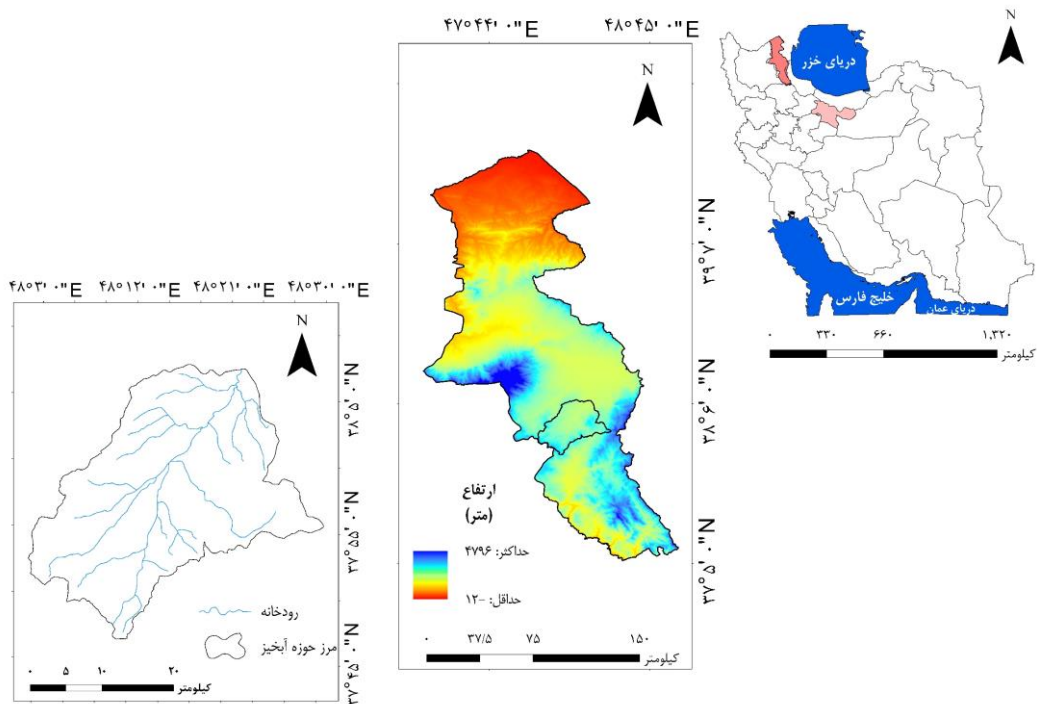 N
دریای خزر
خلیج فارس
دریای عمان
۰ ۳۳۰ ۶۶۰ ۱,۳۲۰
کیلومتر
۴۷°۴۴' ۰"E
۴۸°۴۵' ۰"E
N
۳۹°۷' ۰"N
۳۸°۶' ۰"N
۳۷°۵' ۰"N
ارتفاع
(متر)
حداکثر: ۴۷۹۶
حداقل: -۱۲
۰ ۳۷/۵ ۷۵ ۱۵۰
کیلومتر
۴۸°۳' ۰"E
۴۸°۱۲' ۰"E
۴۸°۲۱' ۰"E
۴۸°۳۰' ۰"E
N
۳۸°۵' ۰"N
۳۷°۵۵' ۰"N
۳۷°۴۵' ۰"N
رودخانه
مرز حوزه آبخیز
۰ ۵ ۱۰ ۲۰
کیلومتر